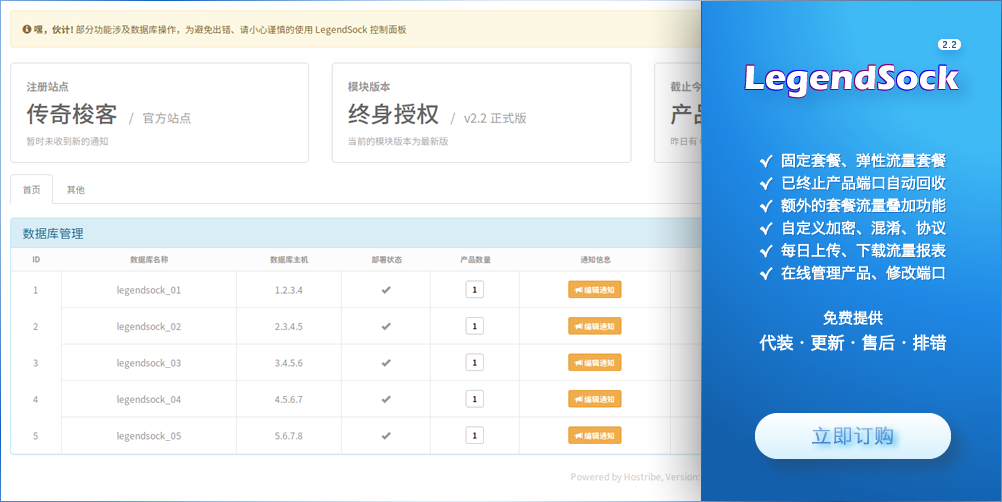 嘿，伙计! 部分功能涉及数据库操作，为避免出错、请小心谨慎的使用 LegendSock 控制面板
注册站点
传奇梭客 / 官方站点
暂时未收到新的通知
模块版本
终身授权 / v2.2 正式版
当前的模块版本为最新版
截止今
产品
昨日有
首页 其他
数据库管理
ID 数据库名称 数据库主机 部署状态 产品数量 通知信息
1 legendsock_01 1.2.3.4 1 编辑通知
2 legendsock_02 2.3.4.5 1 编辑通知
3 legendsock_03 3.4.5.6 1 编辑通知
4 legendsock_04 4.5.6.7 1 编辑通知
5 legendsock_05 5.6.7.8 1 编辑通知
Powered by Hostribe, Version:
2.2
LegendSock
固定套餐、弹性流量套餐
已终止产品端口自动回收
额外的套餐流量叠加功能
自定义加密、混淆、协议
每日上传、下载流量报表
在线管理产品、修改端口
免费提供
代装 · 更新 · 售后 · 排错
立即订购